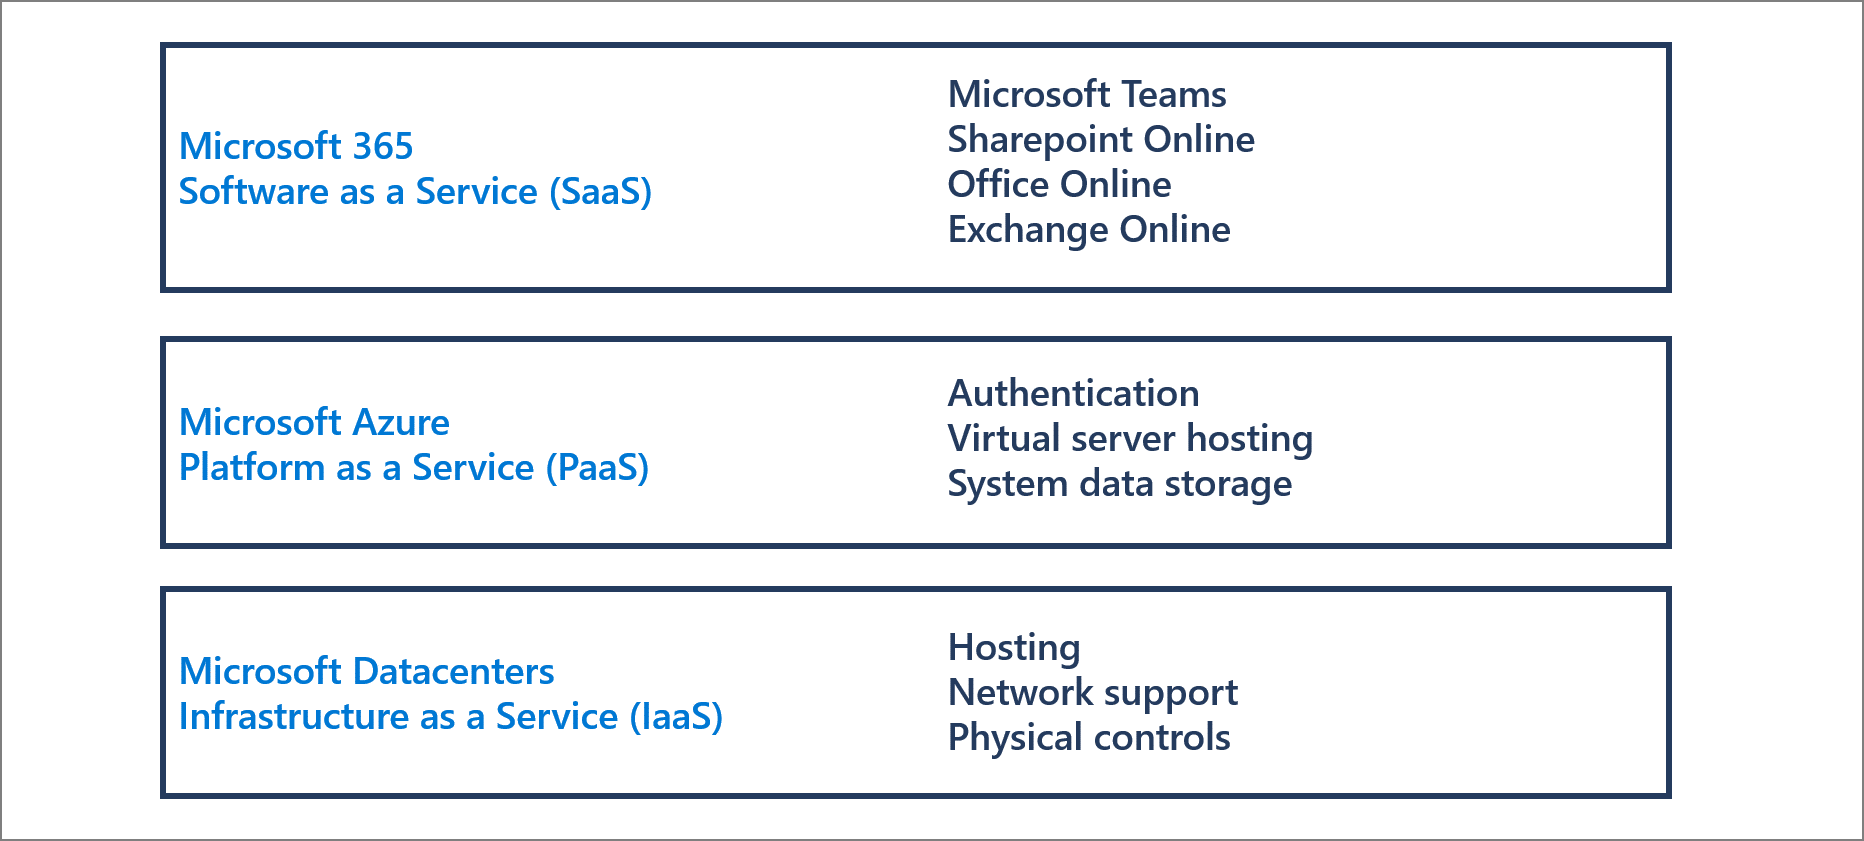 Microsoft 365
Software as a Service (SaaS)
Microsoft Teams
Sharepoint Online
Office Online
Exchange Online
Microsoft Azure
Platform as a Service (PaaS)
Authentication
Virtual server hosting
System data storage
Microsoft Datacenters
Infrastructure as a Service (IaaS)
Hosting
Network support
Physical controls